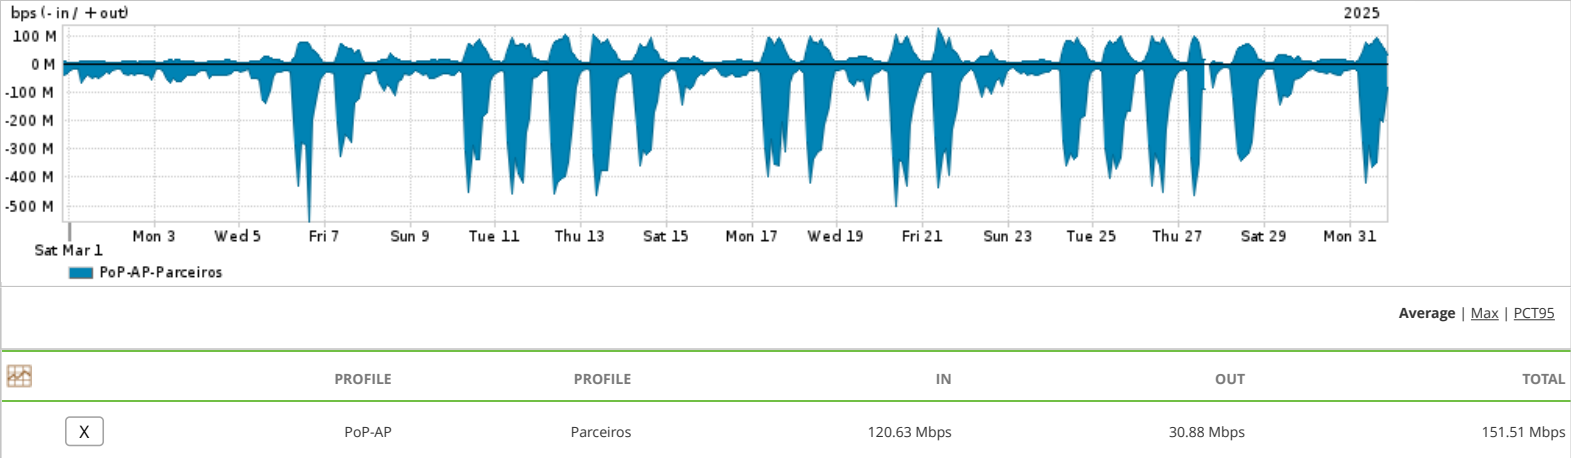 bps (- in / + out)
2025
100 M
0 M
-100 M
-200 M
-300 M
-400 M
-500 M
Sat Mar 1
Mon 3
Wed 5
Fri 7
Sun 9
Tue 11
Thu 13
Sat 15
Mon 17
Wed 19
Fri 21
Sun 23
Tue 25
Thu 27
Sat 29
Mon 31
PoP-AP-Parceiros
Average | Max | PCT95
PROFILE PROFILE IN OUT TOTAL
X PoP-AP Parceiros 120.63 Mbps 30.88 Mbps 151.51 Mbps